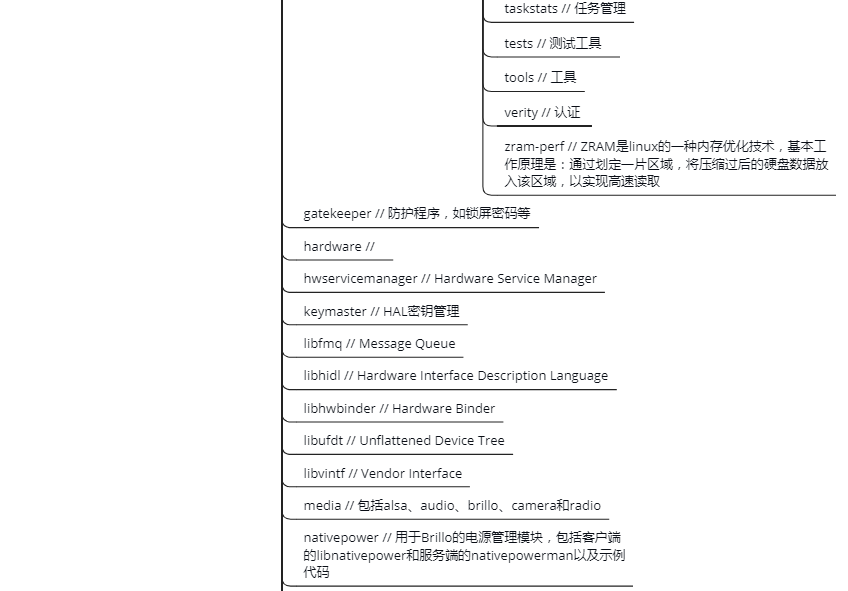 taskstats // 任务管理
tests // 测试工具
tools // 工具
verity // 认证
zram-perf // ZRAM是linux的一种内存优化技术，基本工
作原理是：通过划定一片区域，将压缩过后的硬盘数据放
入该区域，以实现高速读取
gatekeeper // 防护程序，如锁屏密码等
hardware //
hwservicemanager // Hardware Service Manager
keymaster // HAL密钥管理
libfmq // Message Queue
libhidl // Hardware Interface Description Language
libhwbinder // Hardware Binder
libufdt // Unflattened Device Tree
libvintf // Vendor Interface
media // 包括alsa、audio、brillo、camera和radio
nativepower // 用于Brillo的电源管理模块，包括客户端
的libnativepower和服务端的nativepowerman以及示例
代码